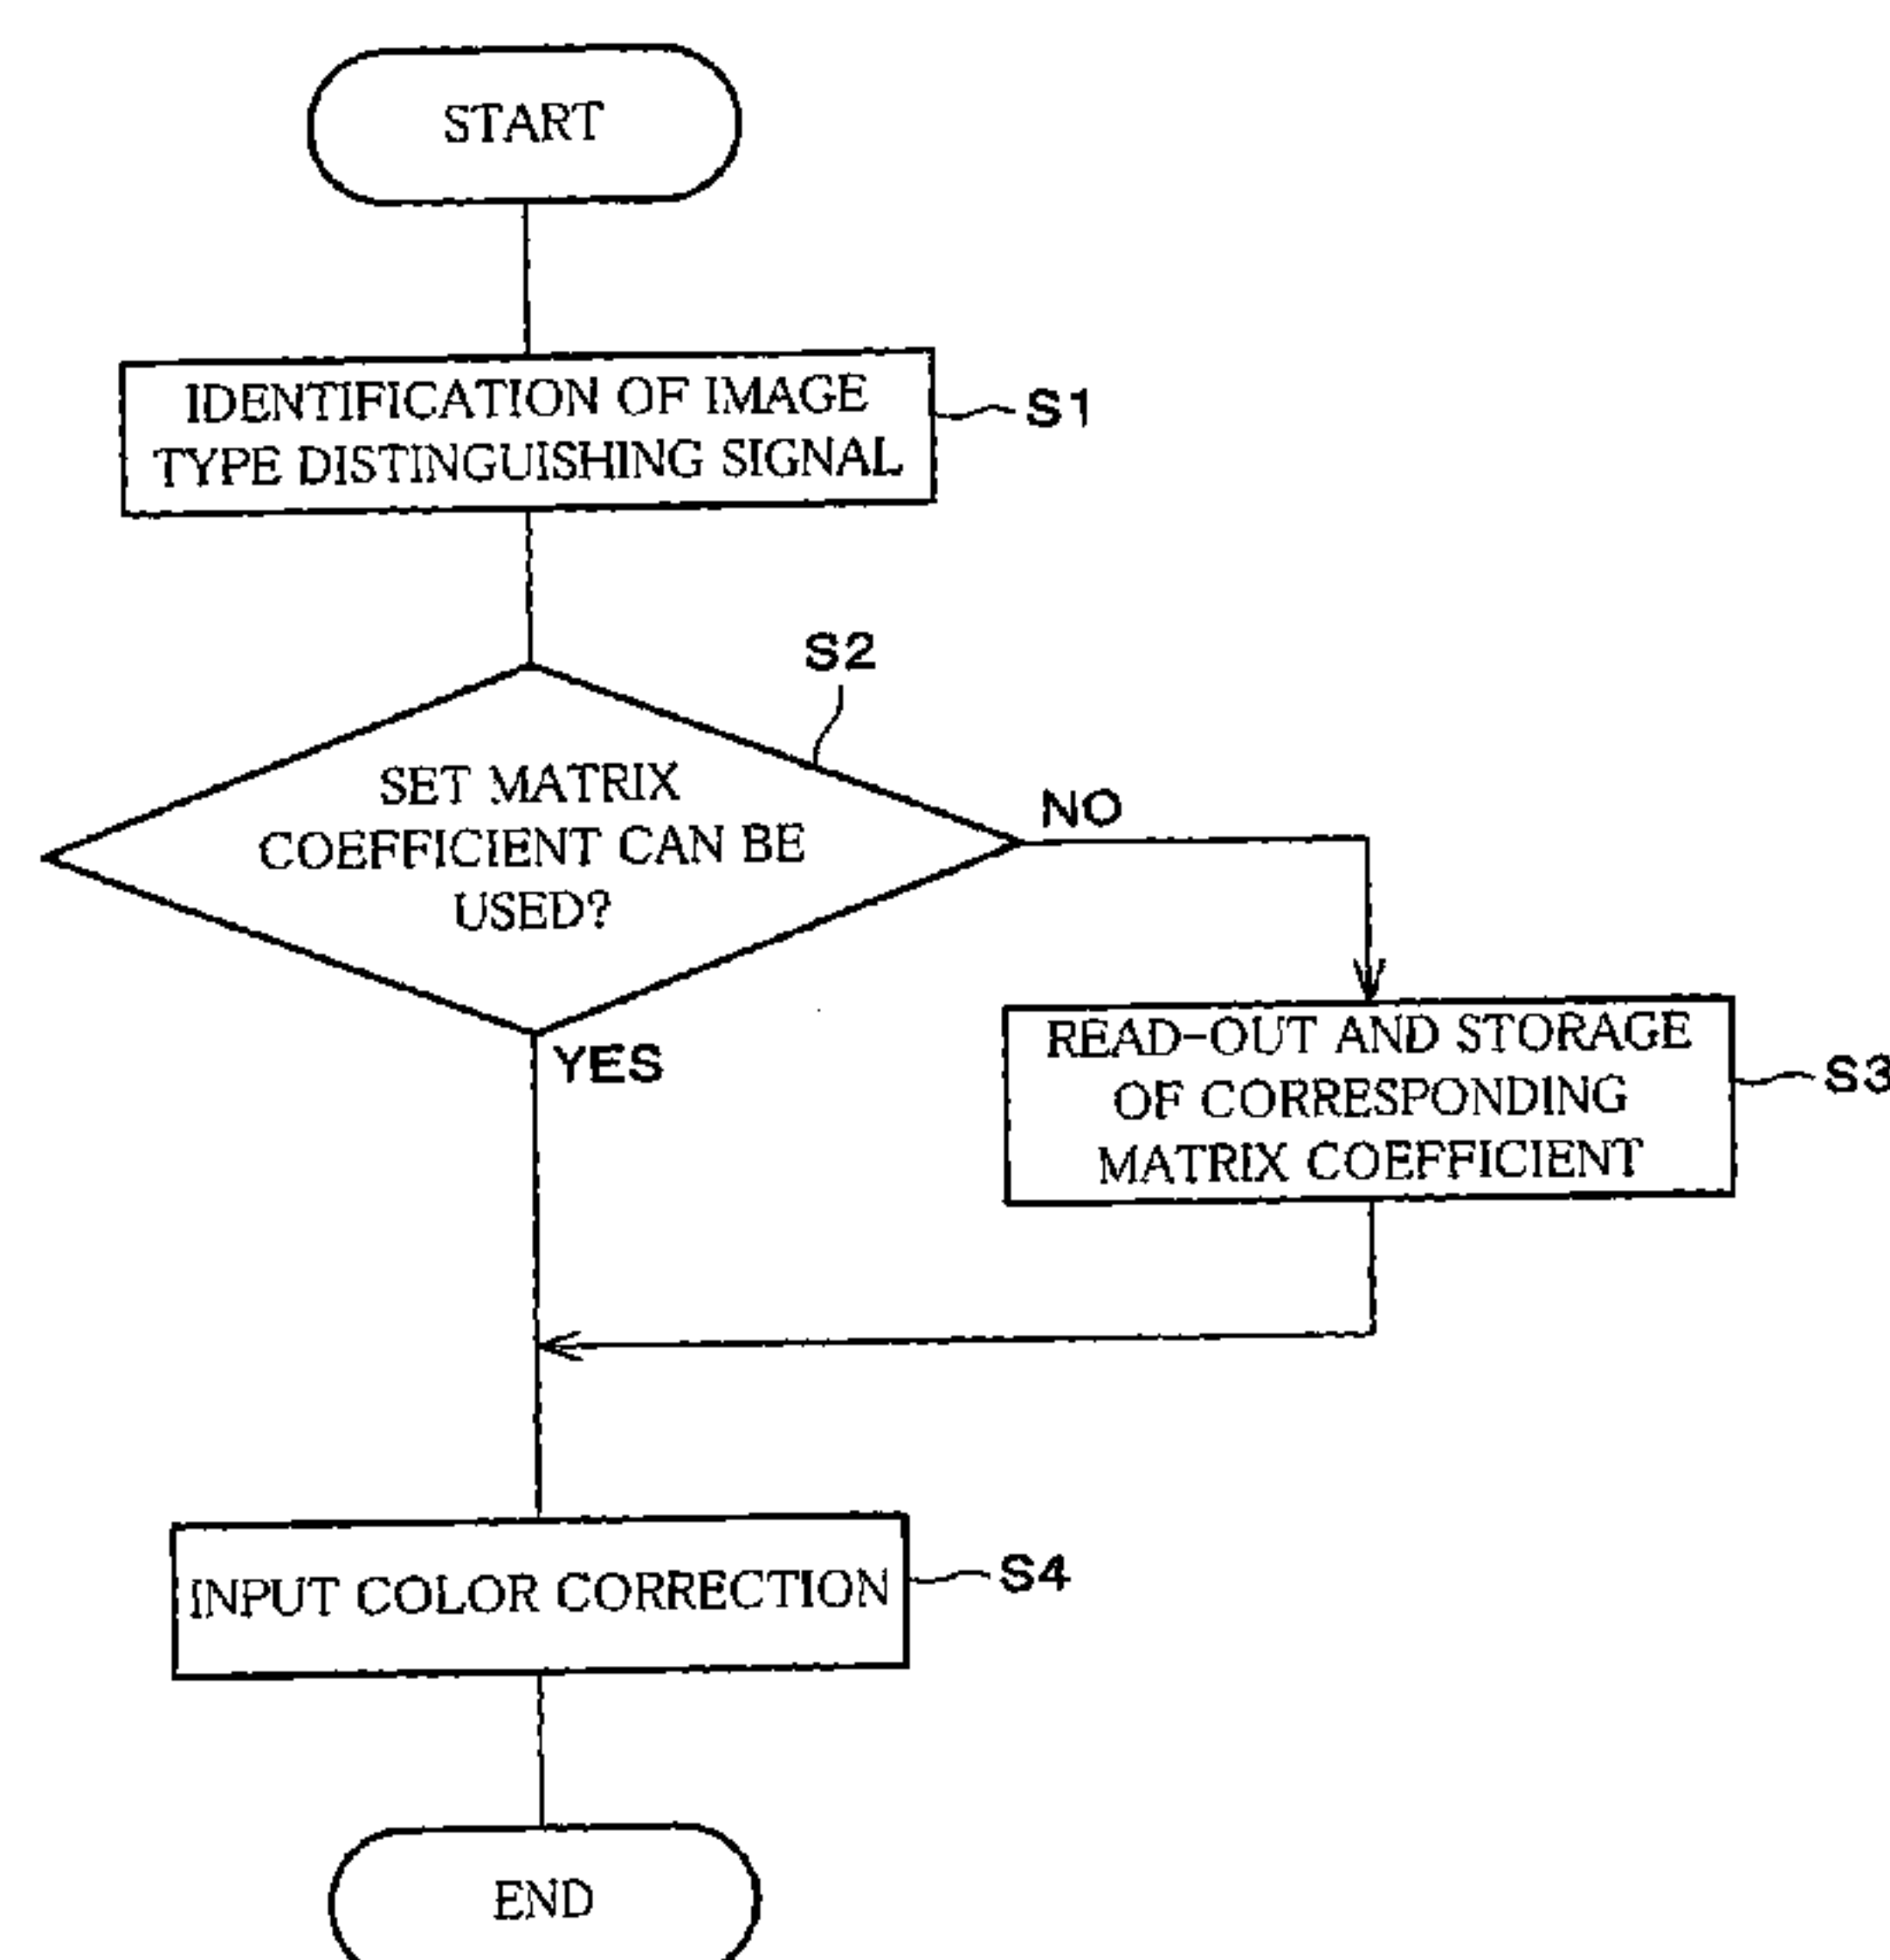 START
IDENTIFICATION OF IMAGE
TYPE DISTINGUISHING SIGNAL
S1
S2
SET MATRIX
COEFFICIENT CAN BE
USED?
NO
YES
READ-OUT AND STORAGE
OF CORRESPONDING
MATRIX COEFFICIENT
S3
INPUT COLOR CORRECTION
S4
END